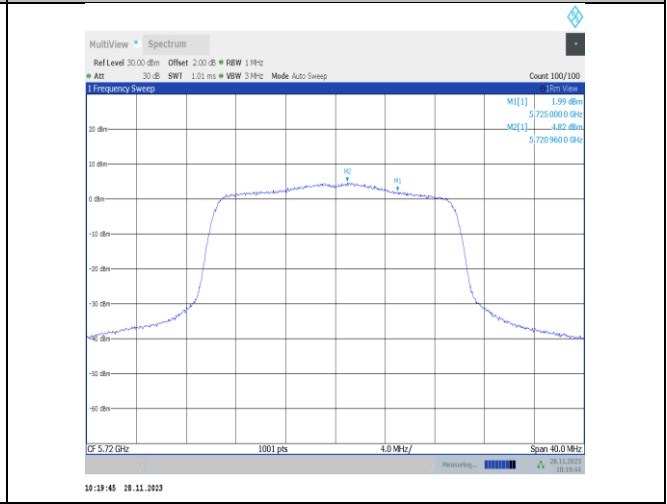 MultiView Spectrum
Ref Level 30.00 dBm Offset 2.00 dB RBW 1 MHz
Att 30 dB SWT 1.01 ms VBW 3 MHz Mode Auto Sweep Count 100/100
1 Frequency Sweep 1Rm View
M1[1] 1.99 dBm
5.725 000 0 GHz
M2[1] 4.82 dBm
5.720 960 0 GHz
20 dBm
10 dBm
M2
M1
0 dBm
-10 dBm
-20 dBm
-30 dBm
-40 dBm
-50 dBm
-60 dBm
CF 5.72 GHz 1001 pts 4.0 MHz/ Span 40.0 MHz
Measuring... 28.11.2023
10:19:44
10:19:45 28.11.2023